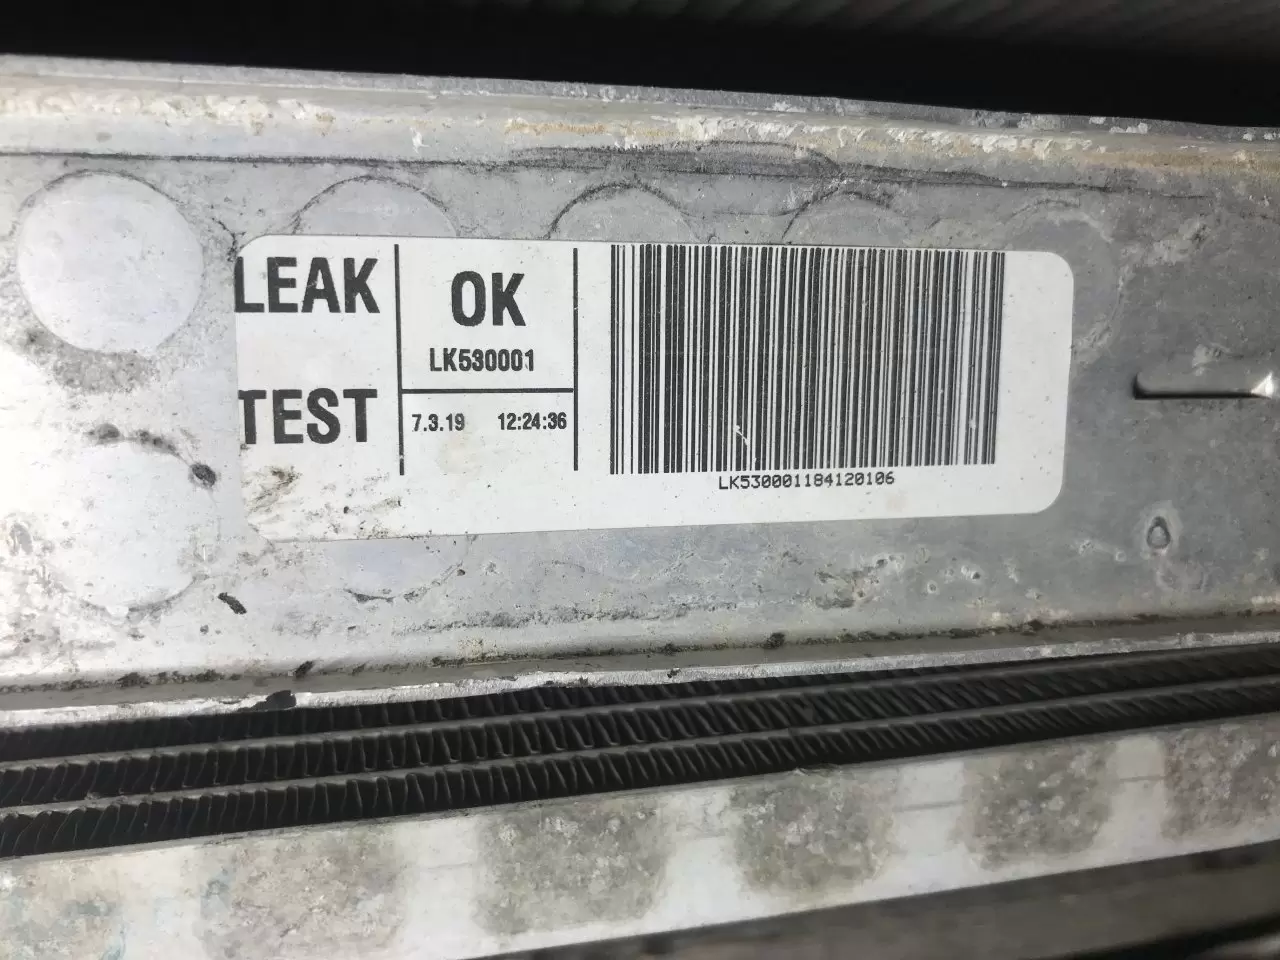 LEAK
TEST
OK
LK530001
7.3.19 12:24:36
LK530001184120106